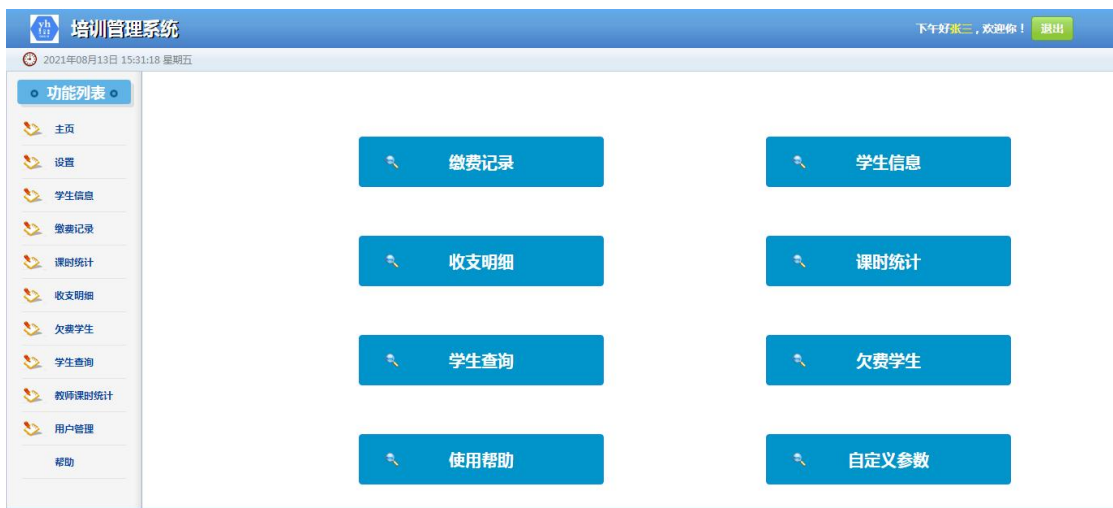 yh
培训管理系统
下午好张三，欢迎你！ 退出
2021年08月13日 15:31:18 星期五
功能列表
主页
设置
学生信息
缴费记录
课时统计
收支明细
欠费学生
学生查询
教师课时统计
用户管理
帮助
缴费记录 学生信息
收支明细 课时统计
学生查询 欠费学生
使用帮助 自定义参数